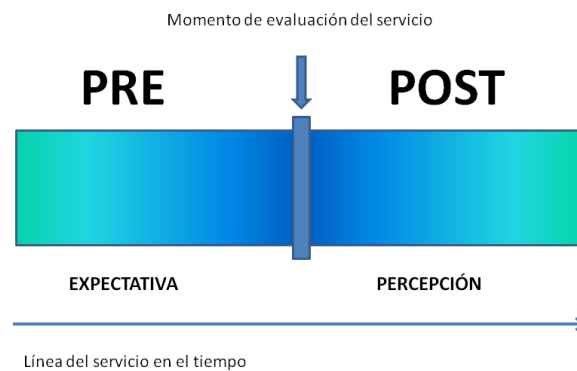 Momento de evaluación del servicio
PRE
POST
EXPECTATIVA
PERCEPCIÓN
Línea del servicio en el tiempo